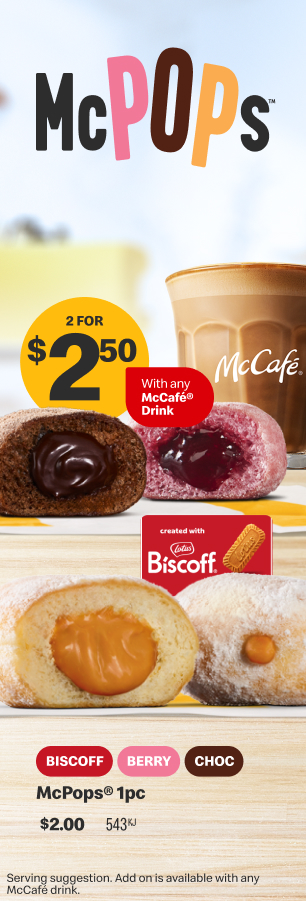 McPOPs™
2 FOR
$2.50
With any
McCafé®
Drink
McCafé®
created with
Lotus
Biscoff®
BISCOFF BERRY CHOC
McPops® 1pc
$2.00 543KJ
Serving suggestion. Add on is available with any
McCafé drink.